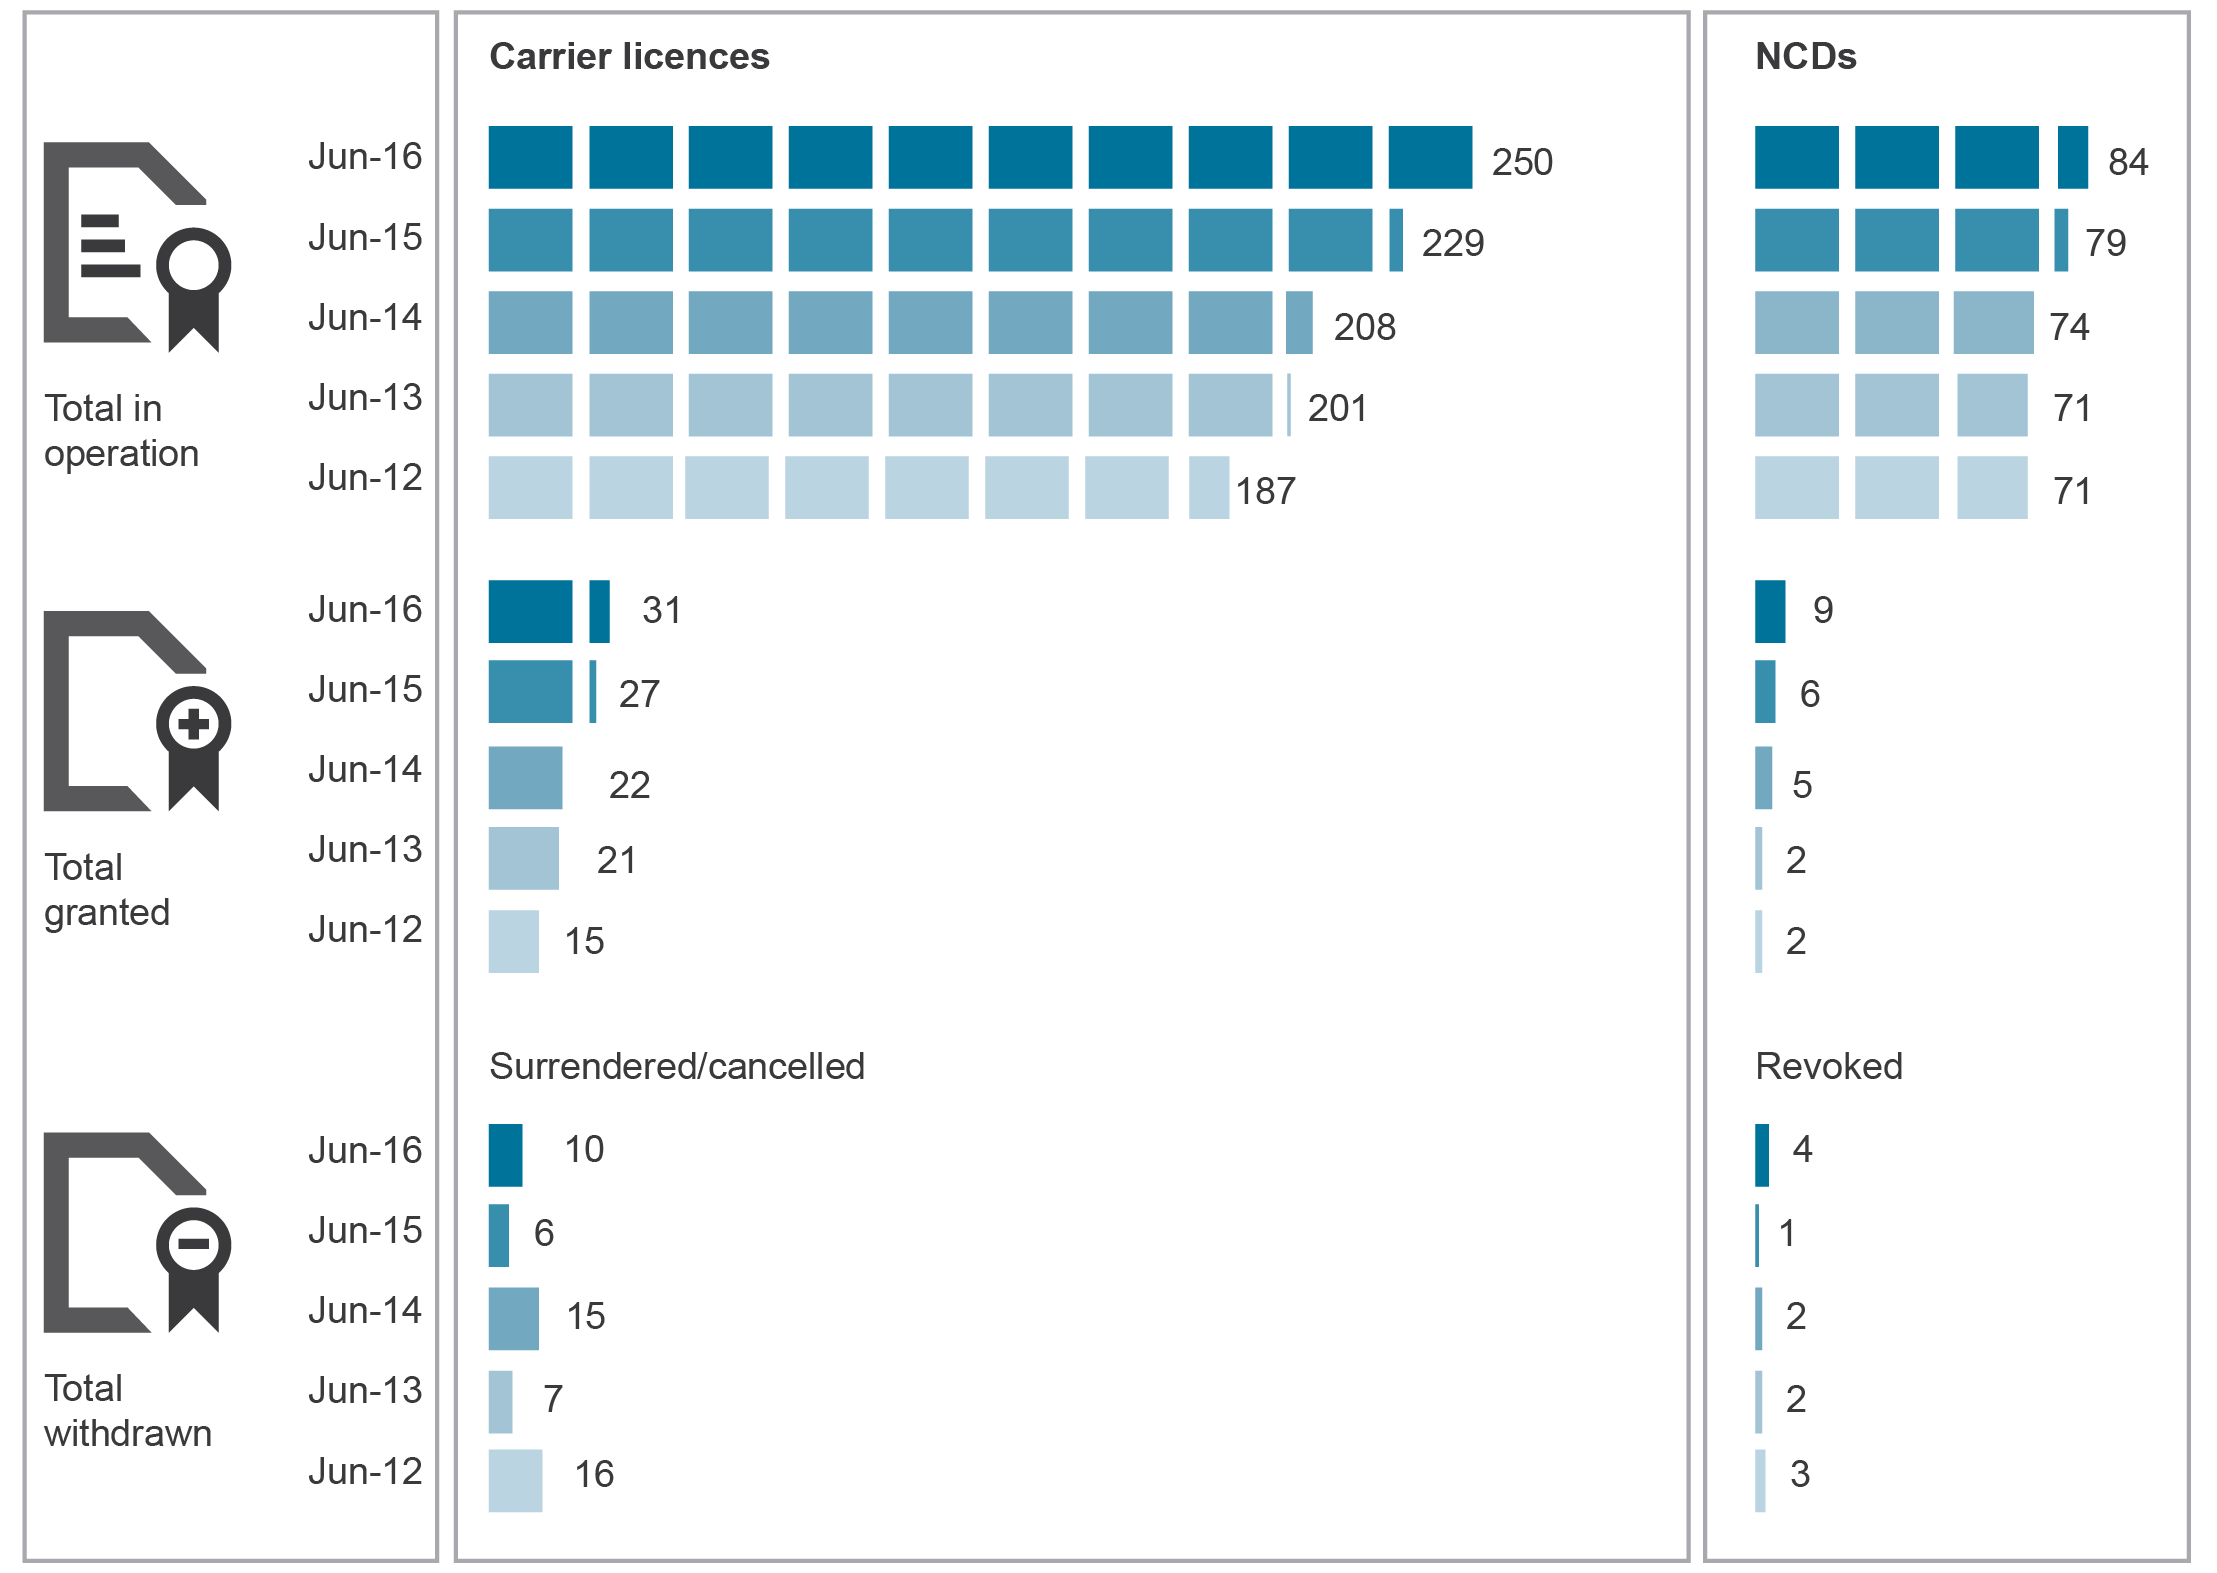 Carrier licences
NCDs
Total in
operation
Jun-16 250 84
Jun-15 229 79
Jun-14 208 74
Jun-13 201 71
Jun-12 187 71
Total
granted
Jun-16 31 9
Jun-15 27 6
Jun-14 22 5
Jun-13 21 2
Jun-12 15 2
Surrendered/cancelled
Revoked
Total
withdrawn
Jun-16 10 4
Jun-15 6 1
Jun-14 15 2
Jun-13 7 2
Jun-12 16 3